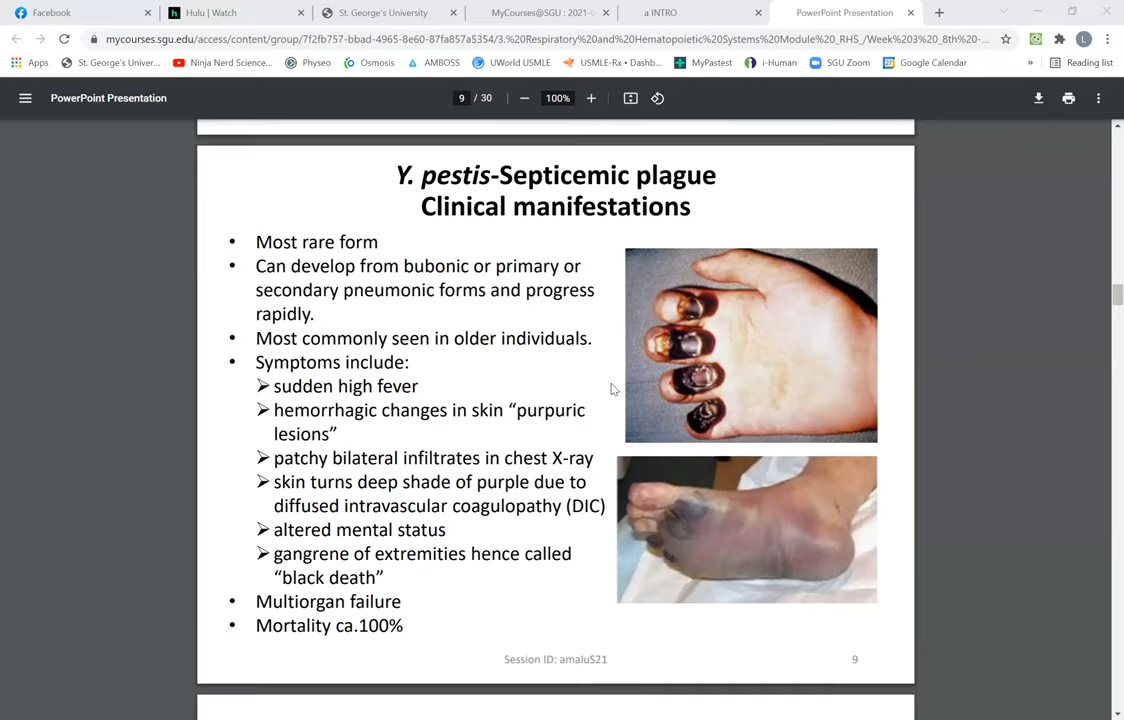 Facebook
Hulu | Watch
St. George's University
MyCourses@SGU : 2021-
a INTRO
PowerPoint Presentation
mycourses.sgu.edu/access/content/group/7f2fb757-bbad-4965-8e60-87fa857a5354/3.%20Respiratory%20and%20Hematopoietic%20Systems%20Module%20_RHS_/Week%203%20_8th%20-...
L
Apps
St. George's Univer...
Ninja Nerd Science...
Physeo
Osmosis
AMBOSS
UWorld USMLE
USMLE-Rx • Dashb...
MyPastest
i-Human
SGU Zoom
Google Calendar
»
Reading list
PowerPoint Presentation
9 / 30
100%
Y. pestis-Septicemic plague
Clinical manifestations
• Most rare form
• Can develop from bubonic or primary or
secondary pneumonic forms and progress
rapidly.
• Most commonly seen in older individuals.
• Symptoms include:
➢ sudden high fever
➢ hemorrhagic changes in skin “purpuric
lesions”
➢ patchy bilateral infiltrates in chest X-ray
➢ skin turns deep shade of purple due to
diffused intravascular coagulopathy (DIC)
➢ altered mental status
➢ gangrene of extremities hence called
“black death”
• Multiorgan failure
• Mortality ca.100%
Session ID: amaluS21
9